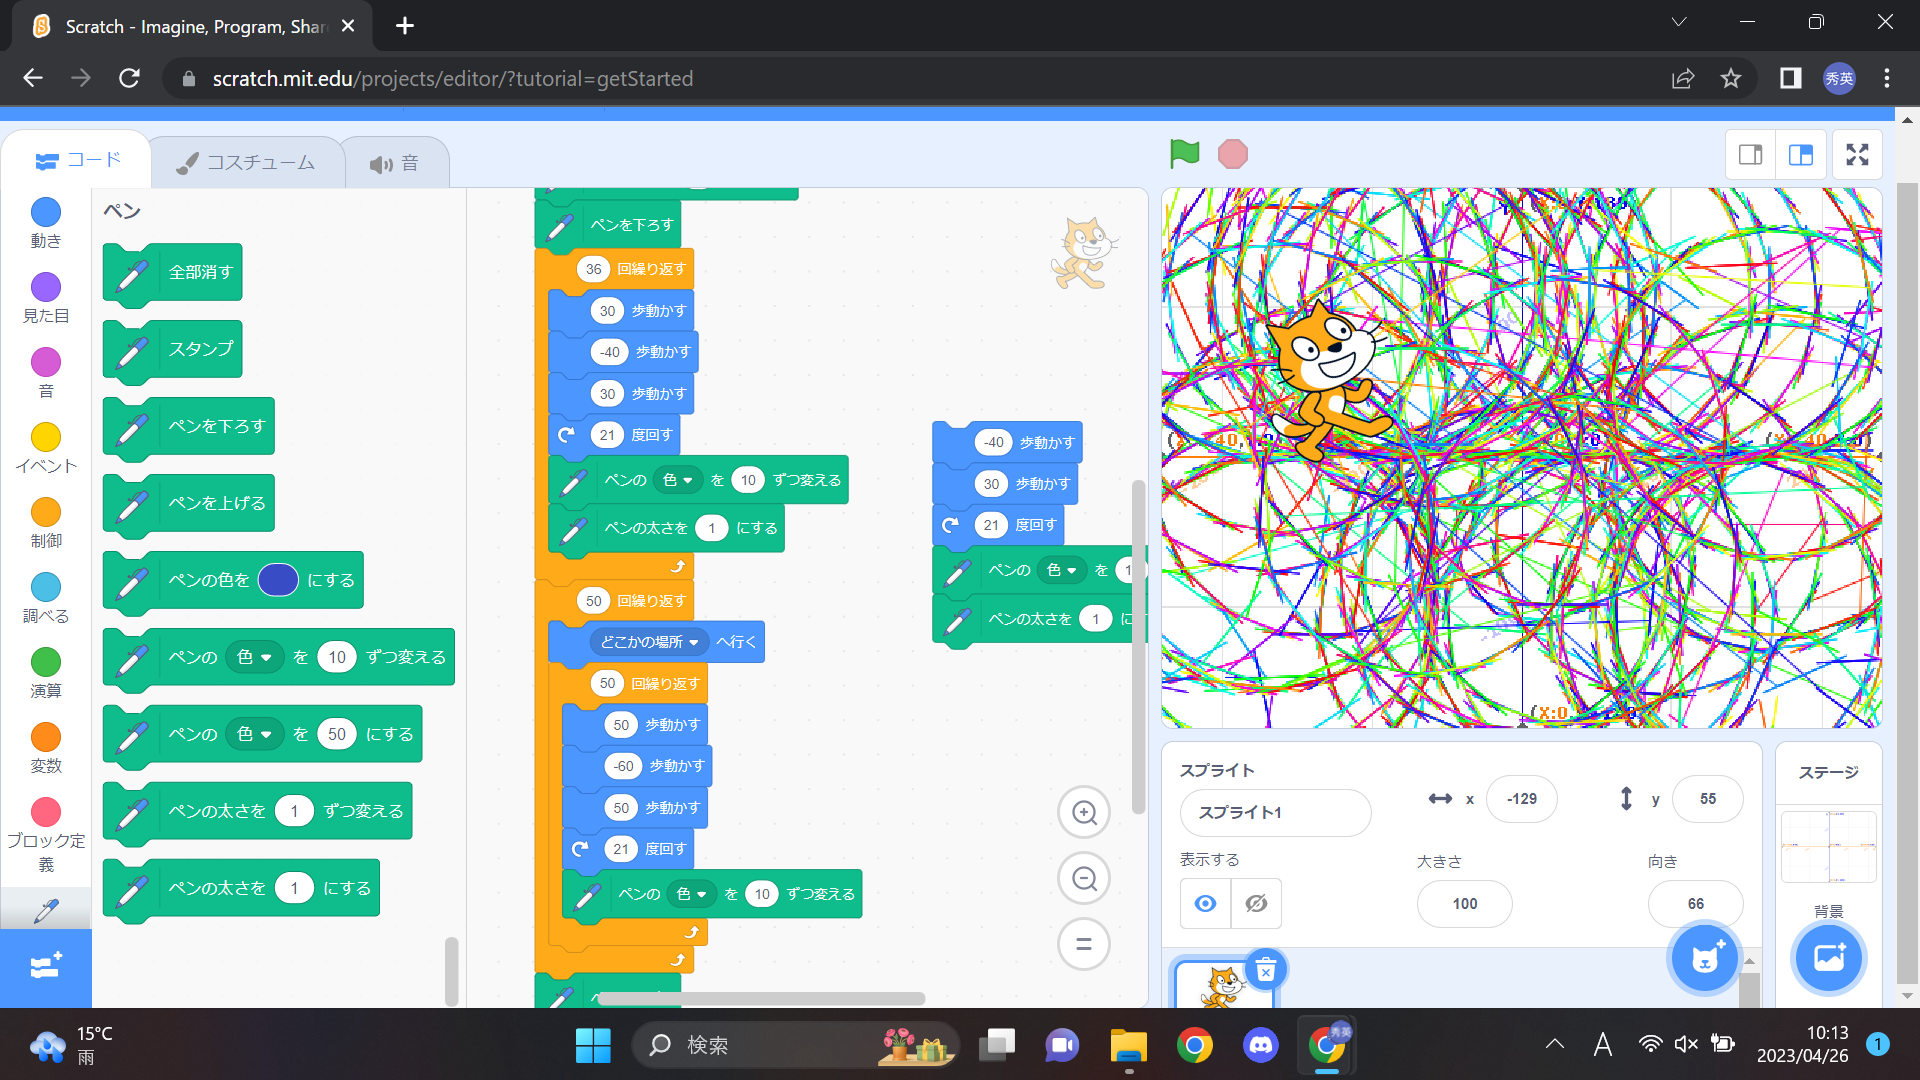 Scratch - Imagine, Program, Shar
scratch.mit.edu/projects/editor/?tutorial=getStarted
秀英
コード
コスチューム
音
動き
見た目
音
イベント
制御
調べる
演算
変数
ブロック定
義
ペン
全部消す
スタンプ
ペンを下ろす
ペンを上げる
ペンの色を にする
ペンの 色 を 10 ずつ変える
ペンの 色 を 50 にする
ペンの太さを 1 ずつ変える
ペンの太さを 1 にする
ペンを下ろす
36 回繰り返す
30 歩動かす
-40 歩動かす
30 歩動かす
21 度回す
ペンの 色 を 10 ずつ変える
ペンの太さを 1 にする
50 回繰り返す
どこかの場所 へ行く
50 回繰り返す
50 歩動かす
-60 歩動かす
50 歩動かす
21 度回す
ペンの 色 を 10 ずつ変える
-40 歩動かす
30 歩動かす
21 度回す
ペンの 色 を 1
ペンの太さを 1 に
(X:0,
スプライト
スプライト1
x -129
y 55
表示する
大きさ
100
向き
66
ステージ
背景
15°C
雨
検索
秀英
A
10:13
2023/04/26
1